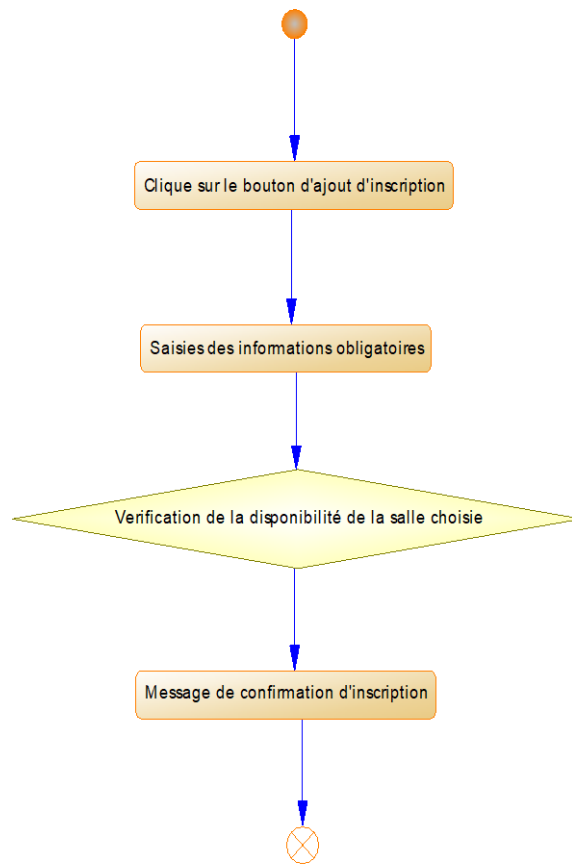 Clique sur le bouton d'ajout d'inscription
Saisies des informations obligatoires
Verification de la disponibilité de la salle choisie
Message de confirmation d'inscription